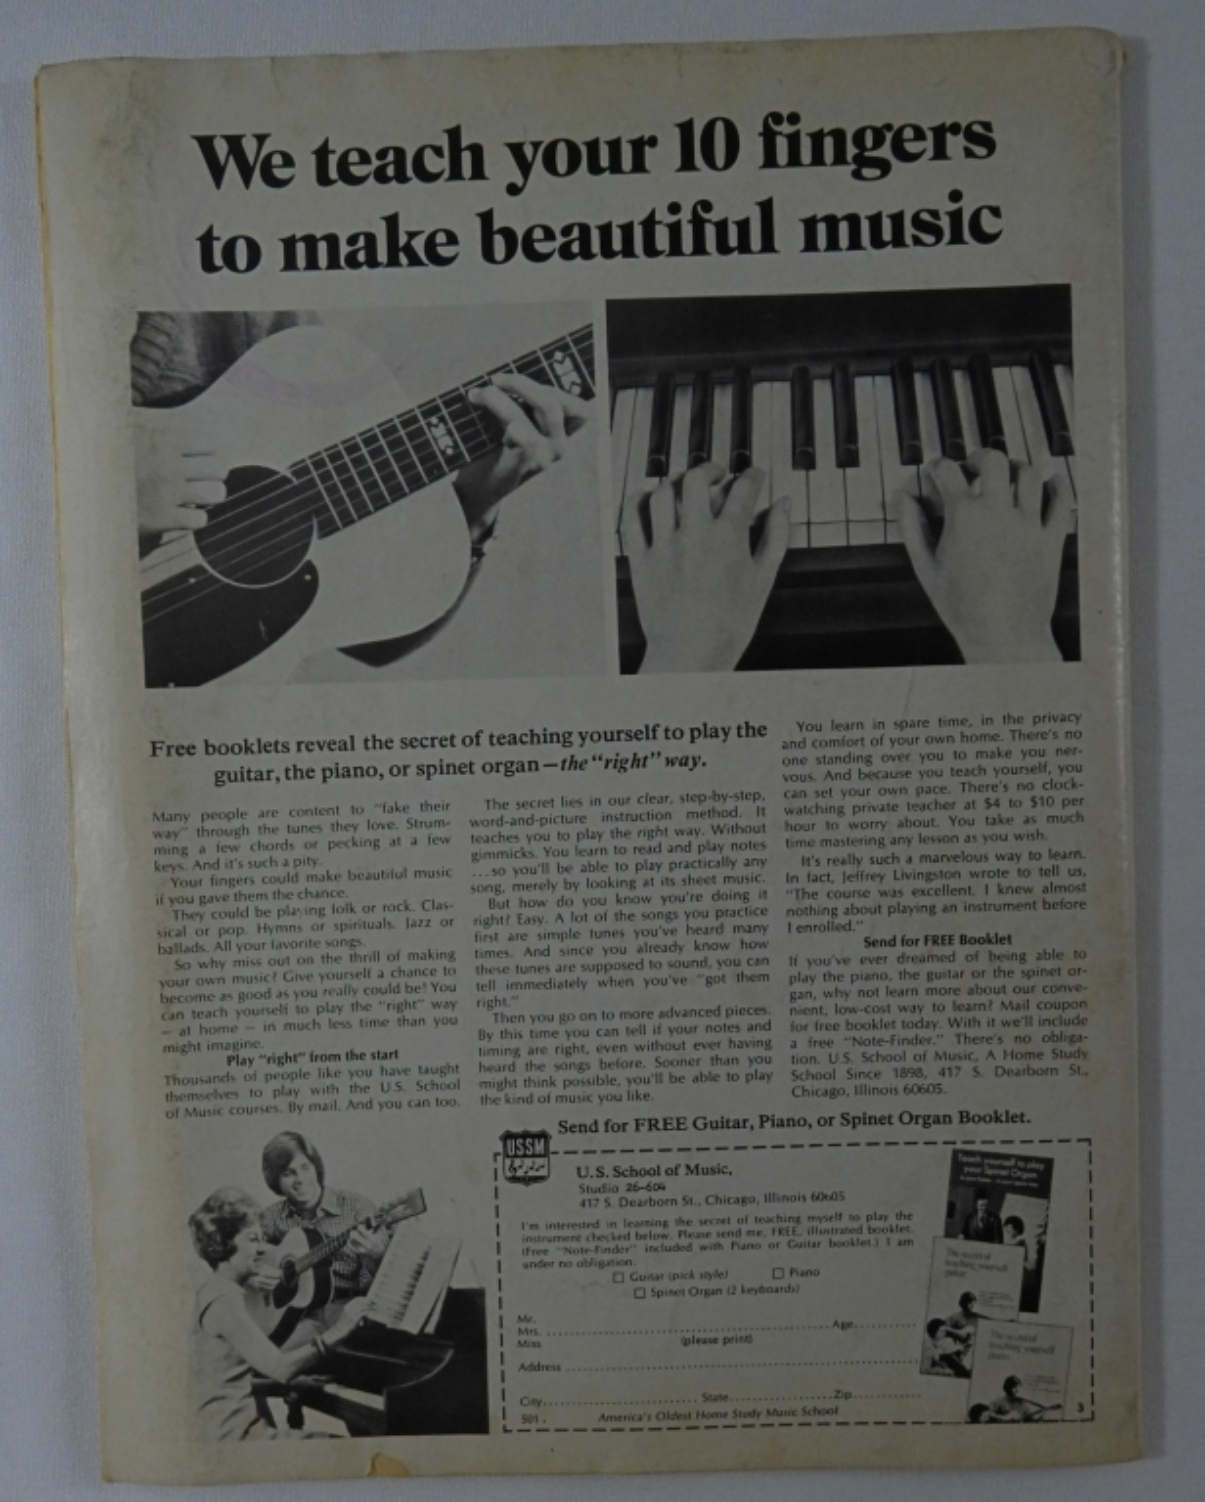 We teach your 10 fingers
to make beautiful music
Free booklets reveal the secret of teaching yourself to play the
guitar, the piano, or spinet organ—the "right" way.
Many people are content to "fake their
way" through the tunes they love. Strum-
ming a few chords or pecking at a few
keys. And it's such a pity.
Your fingers could make beautiful music
if you gave them the chance.
They could be playing folk or rock. Clas-
sical or pop. Hymns or spirituals. Jazz or
ballads. All your favorite songs.
So why miss out on the thrill of making
your own music? Give yourself a chance to
become as good as you really could be! You
can teach yourself to play the "right" way
— at home — in much less time than you
might imagine.
Play "right" from the start
Thousands of people like you have taught
themselves to play with the U.S. School
of Music courses. By mail. And you can too.
The secret lies in our clear, step-by-step,
word-and-picture instruction method. It
teaches you to play the right way. Without
gimmicks. You learn to read and play notes
...so you'll be able to play practically any
song, merely by looking at its sheet music.
But how do you know you're doing it
right? Easy. A lot of the songs you practice
first are simple tunes you've heard many
times. And since you already know how
these tunes are supposed to sound, you can
tell immediately when you've "got them
right."
Then you go on to more advanced pieces.
By this time you can tell if your notes and
timing are right, even without ever having
heard the songs before. Sooner than you
might think possible, you'll be able to play
the kind of music you like.
You learn in spare time, in the privacy
and comfort of your own home. There's no
one standing over you to make you ner-
vous. And because you teach yourself, you
can set your own pace. There's no clock-
watching private teacher at $4 to $10 per
hour to worry about. You take as much
time mastering any lesson as you wish.
It's really such a marvelous way to learn.
In fact, Jeffrey Livingston wrote to tell us,
"The course was excellent. I knew almost
nothing about playing an instrument before
I enrolled."
Send for FREE Booklet
If you've ever dreamed of being able to
play the piano, the guitar or the spinet or-
gan, why not learn more about our conve-
nient, low-cost way to learn? Mail coupon
for free booklet today. With it we'll include
a free "Note-Finder." There's no obliga-
tion. U.S. School of Music, A Home Study
School Since 1898, 417 S. Dearborn St.,
Chicago, Illinois 60605.
Send for FREE Guitar, Piano, or Spinet Organ Booklet.
USSM
U.S. School of Music,
Studio 26-604
417 S. Dearborn St., Chicago, Illinois 60605
I'm interested in learning the secret of teaching myself to play the
instrument checked below. Please send me, FREE, illustrated booklet.
(Free "Note-Finder" included with Piano or Guitar booklet.) I am
under no obligation.
☐ Guitar (pick style) ☐ Piano
☐ Spinet Organ (2 keyboards)
Mr.
Mrs. Age
Miss (please print)
Address
City State Zip
501. America's Oldest Home Study Music School
Teach yourself to play
your Spinet Organ
The secret of
teaching yourself
guitar
The secret of
teaching yourself
piano
3